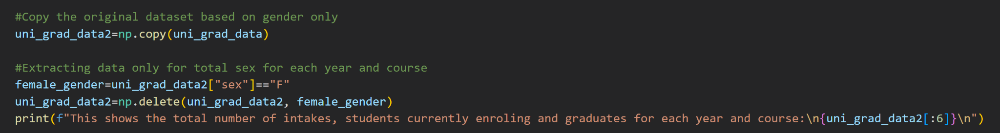 #Copy the original dataset based on gender only
uni_grad_data2=np.copy(uni_grad_data)
#Extracting data only for total sex for each year and course
female_gender=uni_grad_data2["sex"]=="F"
uni_grad_data2=np.delete(uni_grad_data2, female_gender)
print(f"This shows the total number of intakes, students currently enroling and graduates for each year and course:\n{uni_grad_data2[:6]}\n")